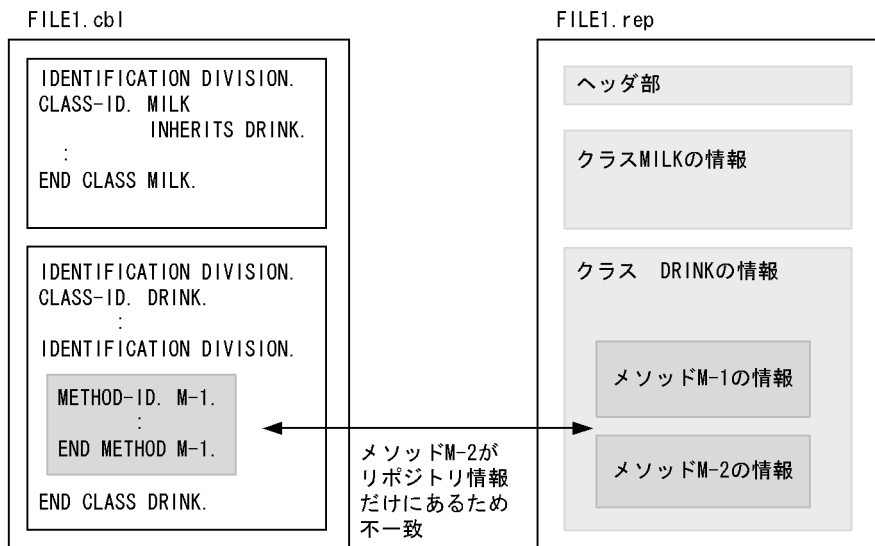 FILE1.cbl
IDENTIFICATION DIVISION.
CLASS-ID. MILK
INHERITS DRINK.
:
END CLASS MILK.
IDENTIFICATION DIVISION.
CLASS-ID. DRINK.
:
IDENTIFICATION DIVISION.
METHOD-ID. M-1.
:
END METHOD M-1.
END CLASS DRINK.
メソッドM-2が
リポジトリ情報
だけにあるため
不一致
FILE1.rep
ヘッダ部
クラスMILKの情報
クラス　DRINKの情報
メソッドM-1の情報
メソッドM-2の情報